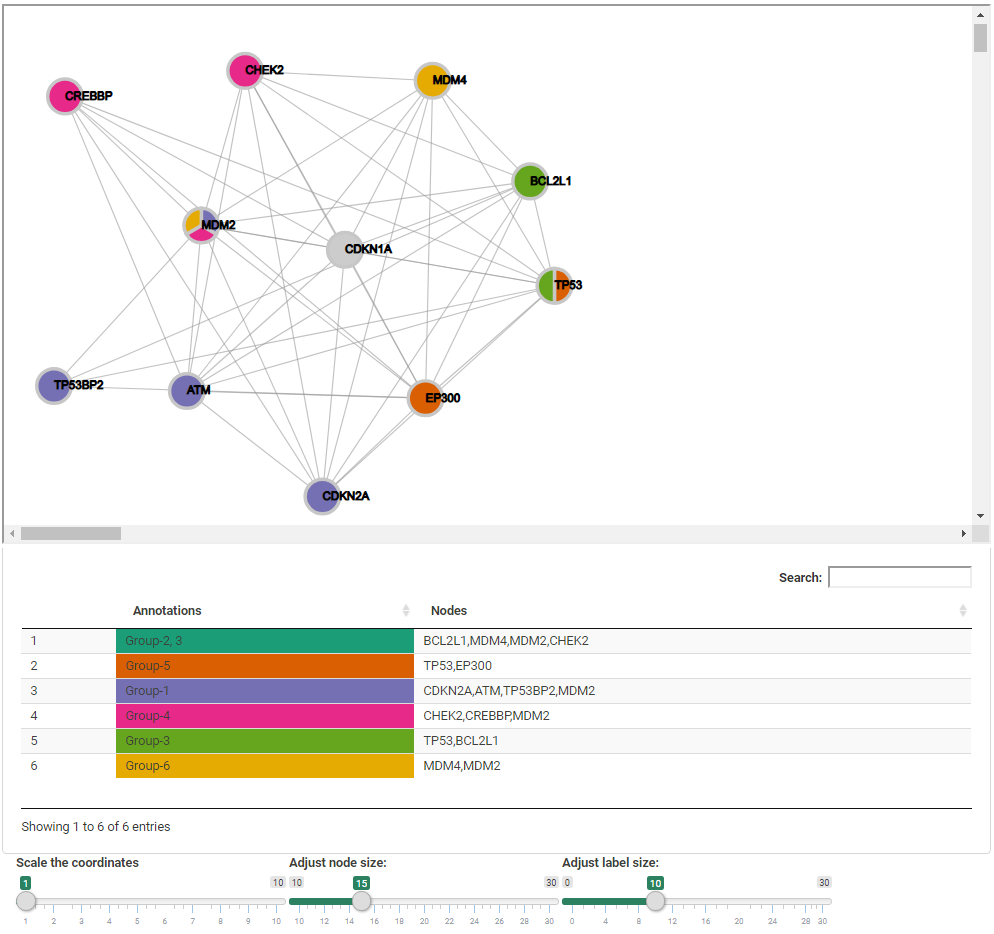 CHEK2
MDM4
CREBBP
BCL2L1
MDM2
CDKN1A
TP53
TP53BP2
ATM
EP300
CDKN2A
Search:
Annotations Nodes
1 Group-2, 3 BCL2L1,MDM4,MDM2,CHEK2
2 Group-5 TP53,EP300
3 Group-1 CDKN2A,ATM,TP53BP2,MDM2
4 Group-4 CHEK2,CREBBP,MDM2
5 Group-3 TP53,BCL2L1
6 Group-6 MDM4,MDM2
Showing 1 to 6 of 6 entries
Scale the coordinates Adjust node size: Adjust label size:
1 10 10 15 30 0 10 30
1 2 3 4 5 6 7 8 9 10 10 12 14 16 18 20 22 24 26 28 30 0 4 8 12 16 20 24 28 30